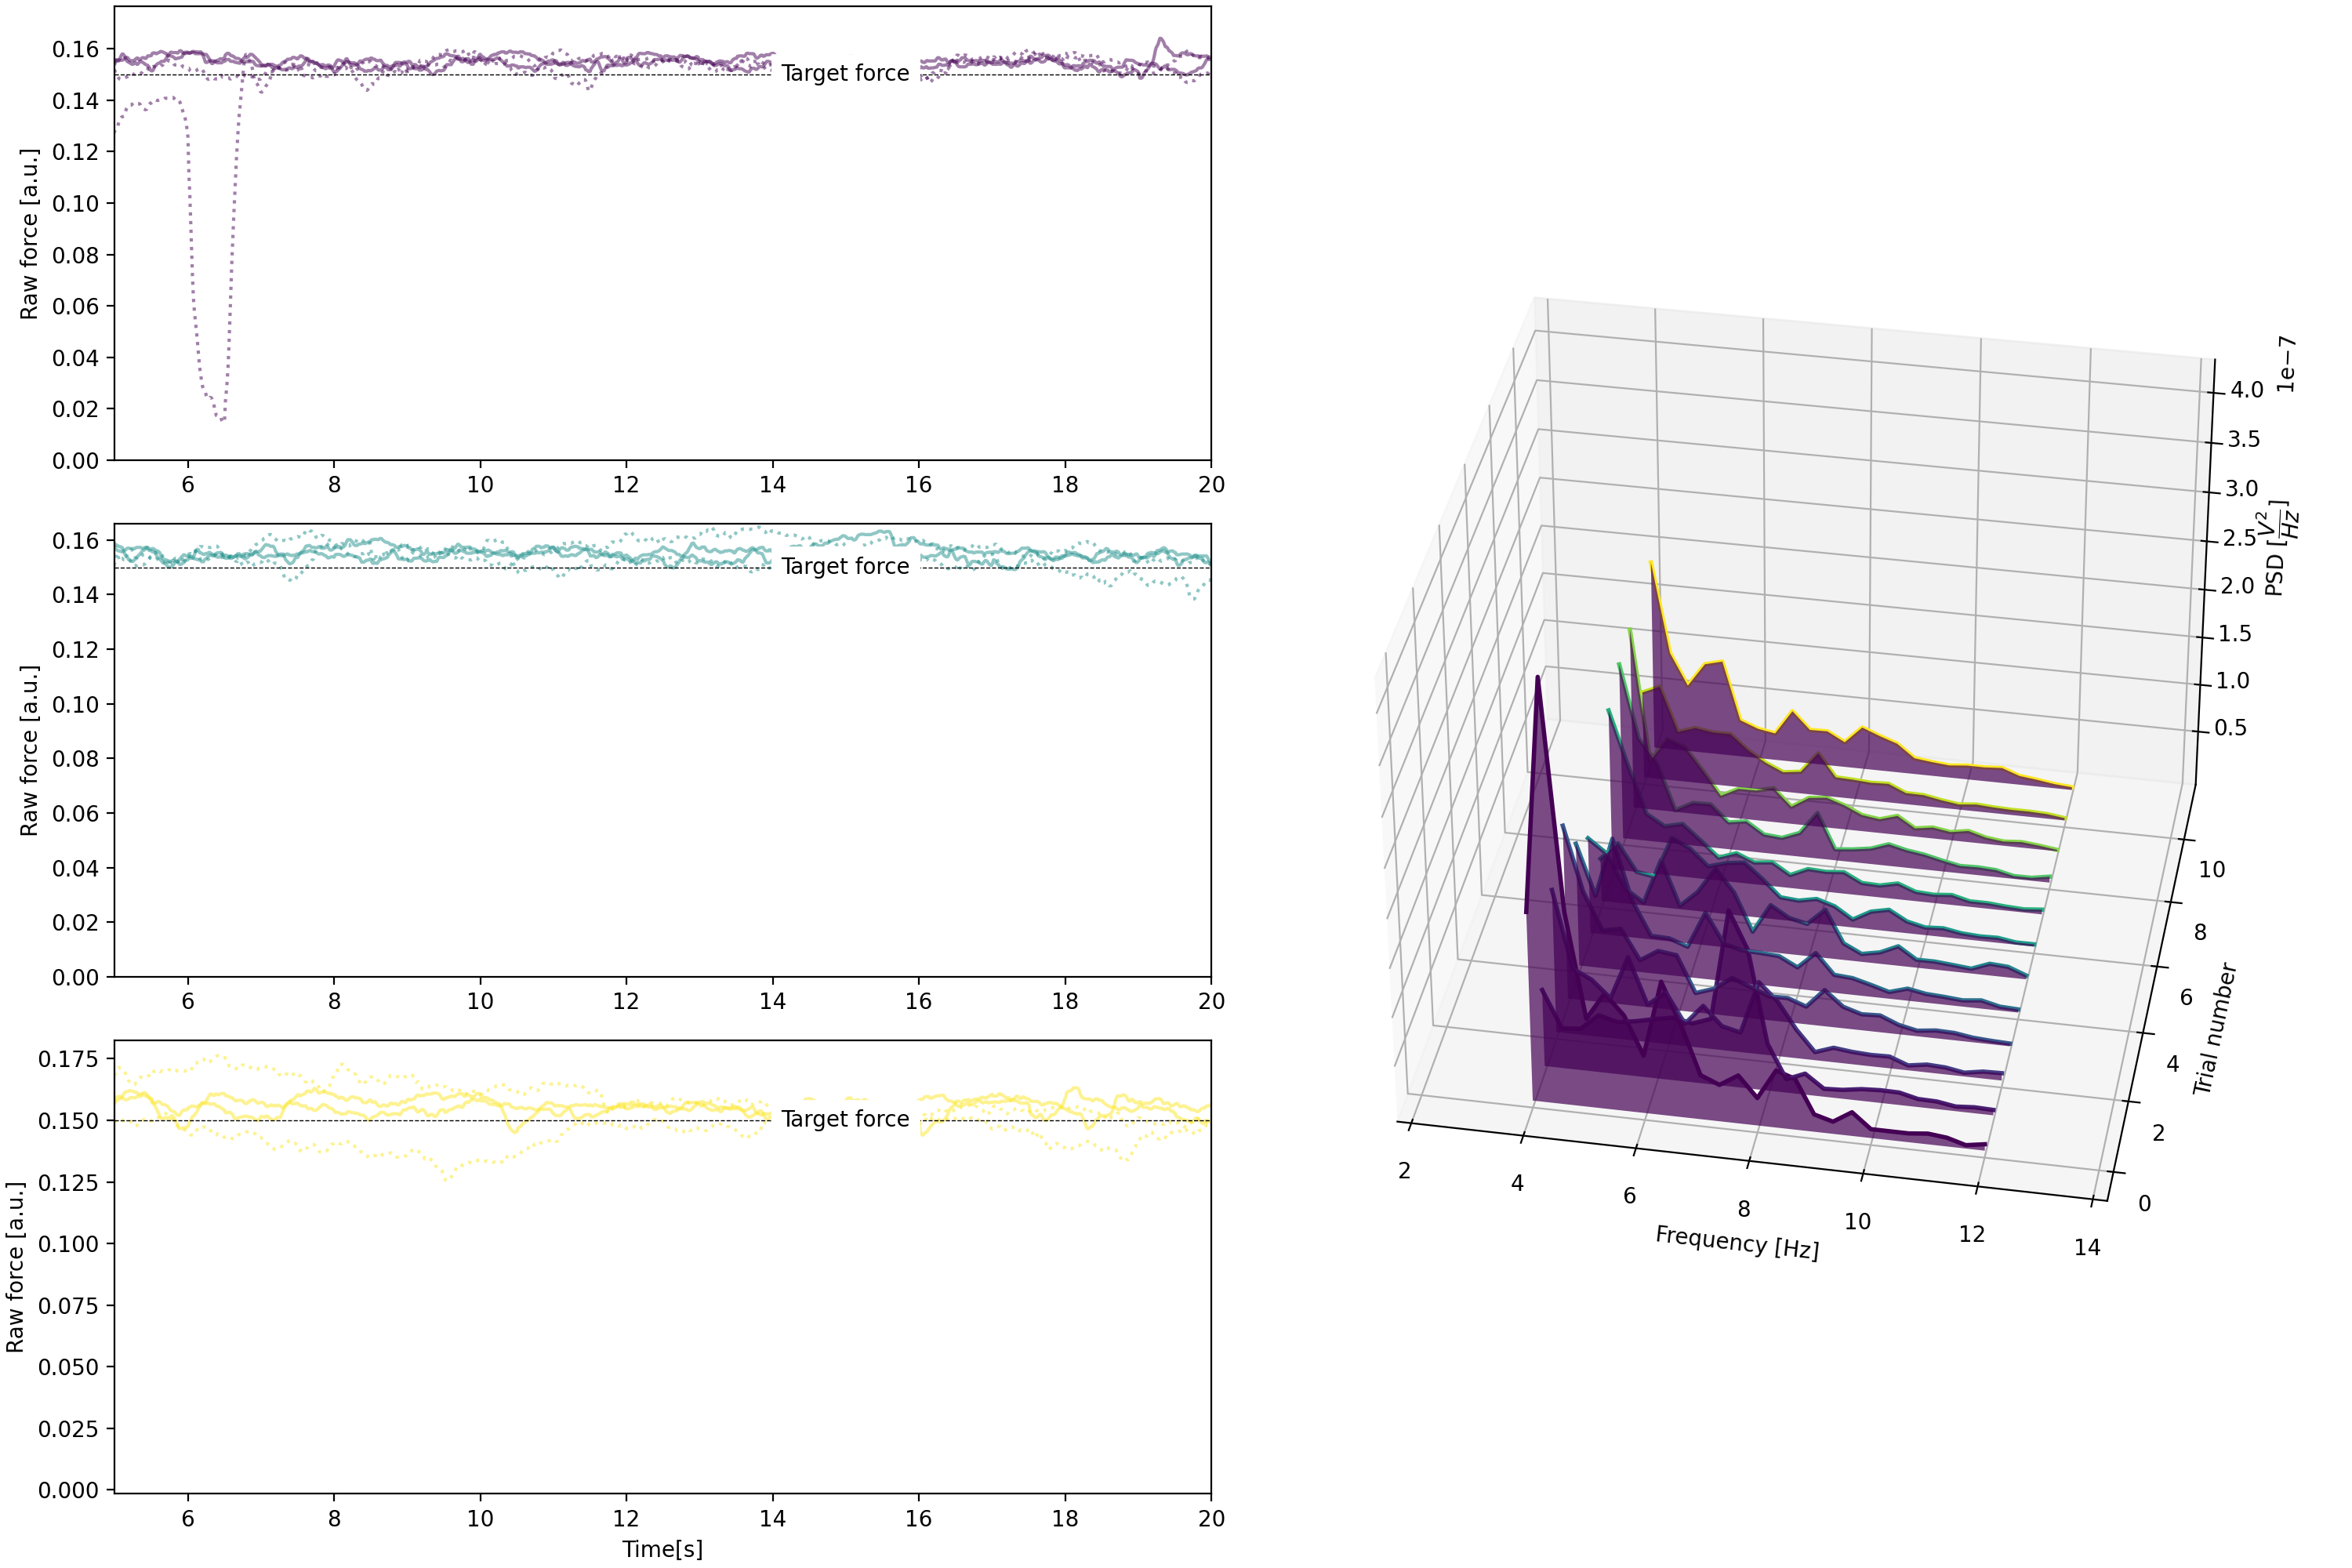 0.16
0.14
0.12
0.10
0.08
0.06
0.04
0.02
0.00
Raw force [a.u.]
Target force
6 8 10 12 14 16 18 20
0.16
0.14
0.12
0.10
0.08
0.06
0.04
0.02
0.00
Raw force [a.u.]
Target force
6 8 10 12 14 16 18 20
0.175
0.150
0.125
0.100
0.075
0.050
0.025
0.000
Raw force [a.u.]
Target force
6 8 10 12 14 16 18 20
Time[s]
1e−7
4.0
3.5
3.0
2.5
2.0
1.5
1.0
0.5
PSD [V²/Hz]
10
8
6
4
2
0
Trial number
2 4 6 8 10 12 14
Frequency [Hz]